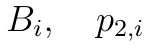 B_i, p_{2,i}